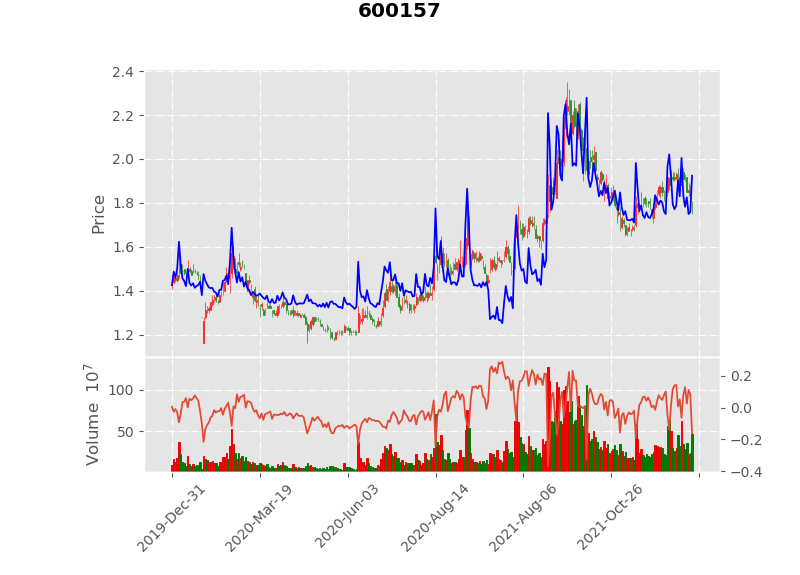 600157
2.4
2.2
2.0
1.8
1.6
1.4
1.2
Price
100
50
Volume 10^7
0.2
0.0
−0.2
−0.4
2019-Dec-31
2020-Mar-19
2020-Jun-03
2020-Aug-14
2021-Aug-06
2021-Oct-26